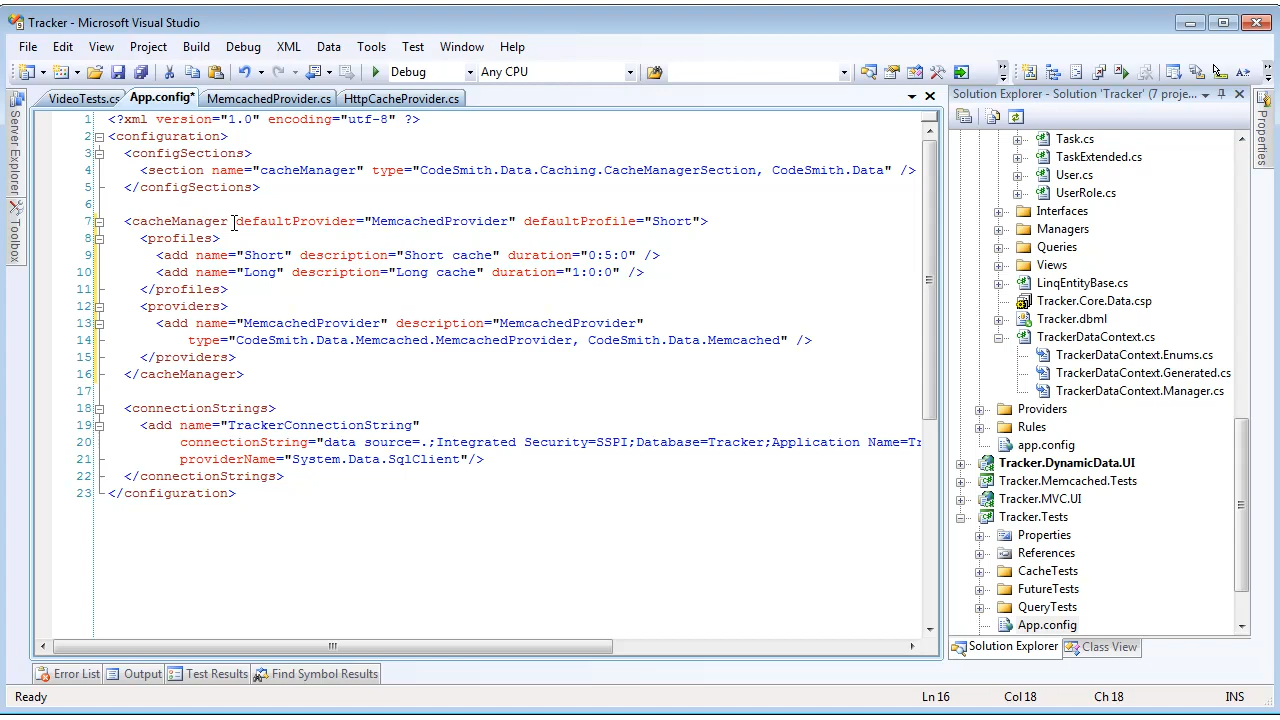 Tracker - Microsoft Visual Studio
File Edit View Project Build Debug XML Data Tools Test Window Help
Debug Any CPU
VideoTests.cs App.config* MemcachedProvider.cs HttpCacheProvider.cs
Server Explorer
Toolbox
1 <?xml version="1.0" encoding="utf-8" ?>
2 <configuration>
3 <configSections>
4 <section name="cacheManager" type="CodeSmith.Data.Caching.CacheManagerSection, CodeSmith.Data" />
5 </configSections>
6
7 <cacheManager defaultProvider="MemcachedProvider" defaultProfile="Short">
8 <profiles>
9 <add name="Short" description="Short cache" duration="0:5:0" />
10 <add name="Long" description="Long cache" duration="1:0:0" />
11 </profiles>
12 <providers>
13 <add name="MemcachedProvider" description="MemcachedProvider"
14 type="CodeSmith.Data.Memcached.MemcachedProvider, CodeSmith.Data.Memcached" />
15 </providers>
16 </cacheManager>
17
18 <connectionStrings>
19 <add name="TrackerConnectionString"
20 connectionString="data source=.;Integrated Security=SSPI;Database=Tracker;Application Name=Tr
21 providerName="System.Data.SqlClient"/>
22 </connectionStrings>
23 </configuration>
Solution Explorer - Solution 'Tracker' (7 proje...
Task.cs
TaskExtended.cs
User.cs
UserRole.cs
Interfaces
Managers
Queries
Views
LinqEntityBase.cs
Tracker.Core.Data.csp
Tracker.dbml
TrackerDataContext.cs
TrackerDataContext.Enums.cs
TrackerDataContext.Generated.cs
TrackerDataContext.Manager.cs
Providers
Rules
app.config
Tracker.DynamicData.UI
Tracker.Memcached.Tests
Tracker.MVC.UI
Tracker.Tests
Properties
References
CacheTests
FutureTests
QueryTests
App.config
Solution Explorer Class View
Properties
Error List Output Test Results Find Symbol Results
Ready Ln 16 Col 18 Ch 18 INS